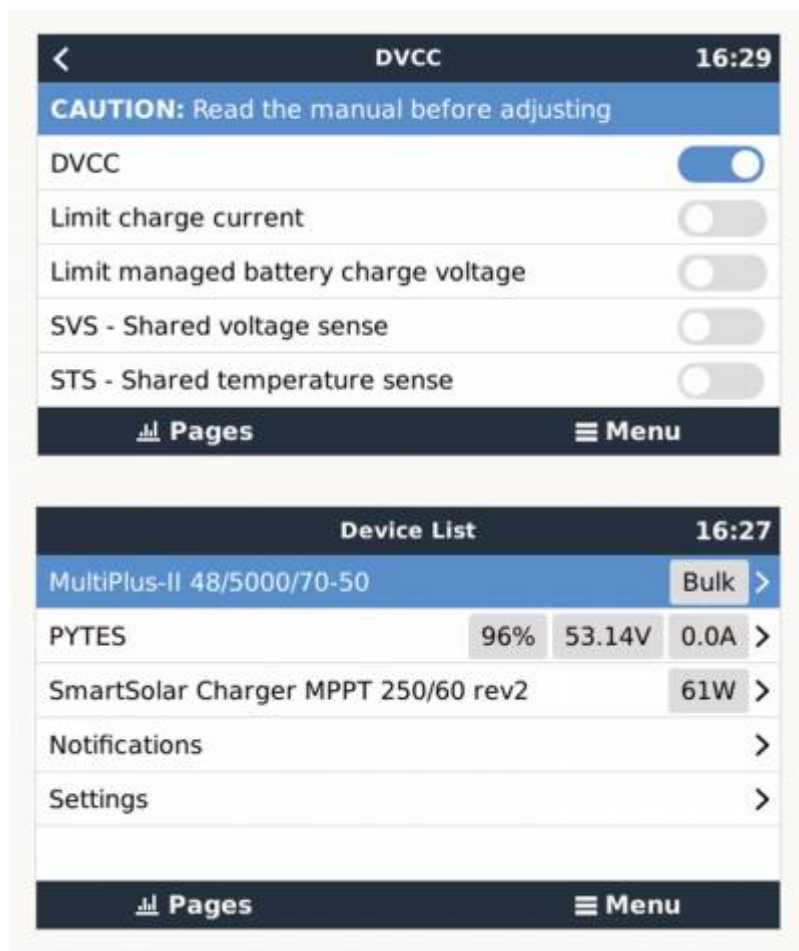 DVCC 16:29
CAUTION: Read the manual before adjusting
DVCC
Limit charge current
Limit managed battery charge voltage
SVS - Shared voltage sense
STS - Shared temperature sense
Pages Menu
Device List 16:27
MultiPlus-II 48/5000/70-50 Bulk
PYTES 96% 53.14V 0.0A
SmartSolar Charger MPPT 250/60 rev2 61W
Notifications
Settings
Pages Menu